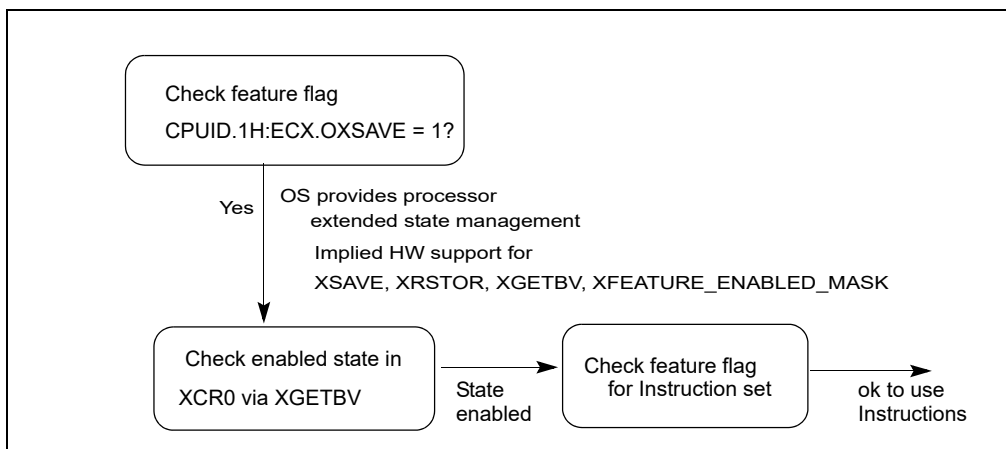 Check feature flag
CPUID.1H:ECX.OXSAVE = 1?
Yes
OS provides processor
extended state management
Implied HW support for
XSAVE, XRSTOR, XGETBV, XFEATURE_ENABLED_MASK
Check enabled state in
XCR0 via XGETBV
State
enabled
Check feature flag
for Instruction set
ok to use
Instructions